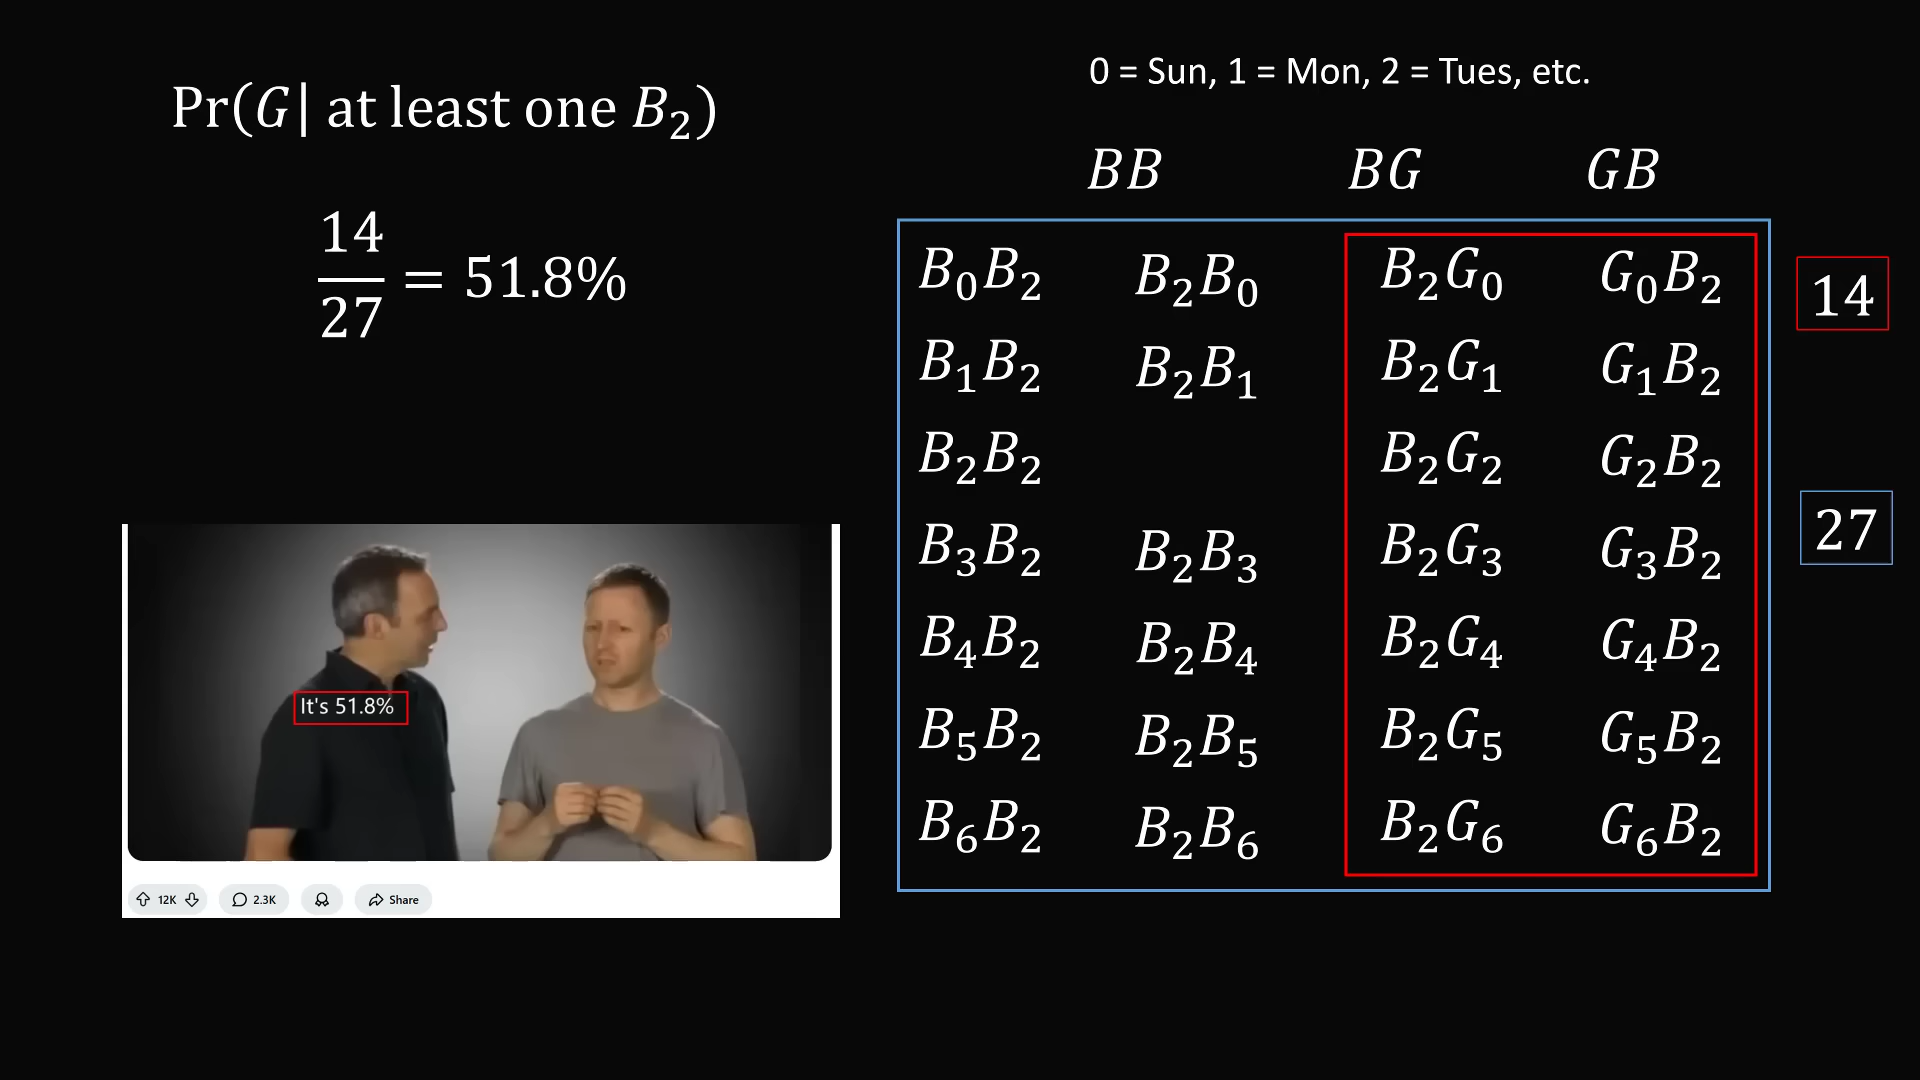 Pr(G| at least one B₂)
14
27
= 51.8%
It's 51.8%
12K
2.3K
Share
0 = Sun, 1 = Mon, 2 = Tues, etc.
BB BG GB
B₀B₂ B₂B₀ B₂G₀ G₀B₂
B₁B₂ B₂B₁ B₂G₁ G₁B₂
B₂B₂ B₂G₂ G₂B₂
B₃B₂ B₂B₃ B₂G₃ G₃B₂
B₄B₂ B₂B₄ B₂G₄ G₄B₂
B₅B₂ B₂B₅ B₂G₅ G₅B₂
B₆B₂ B₂B₆ B₂G₆ G₆B₂
14
27